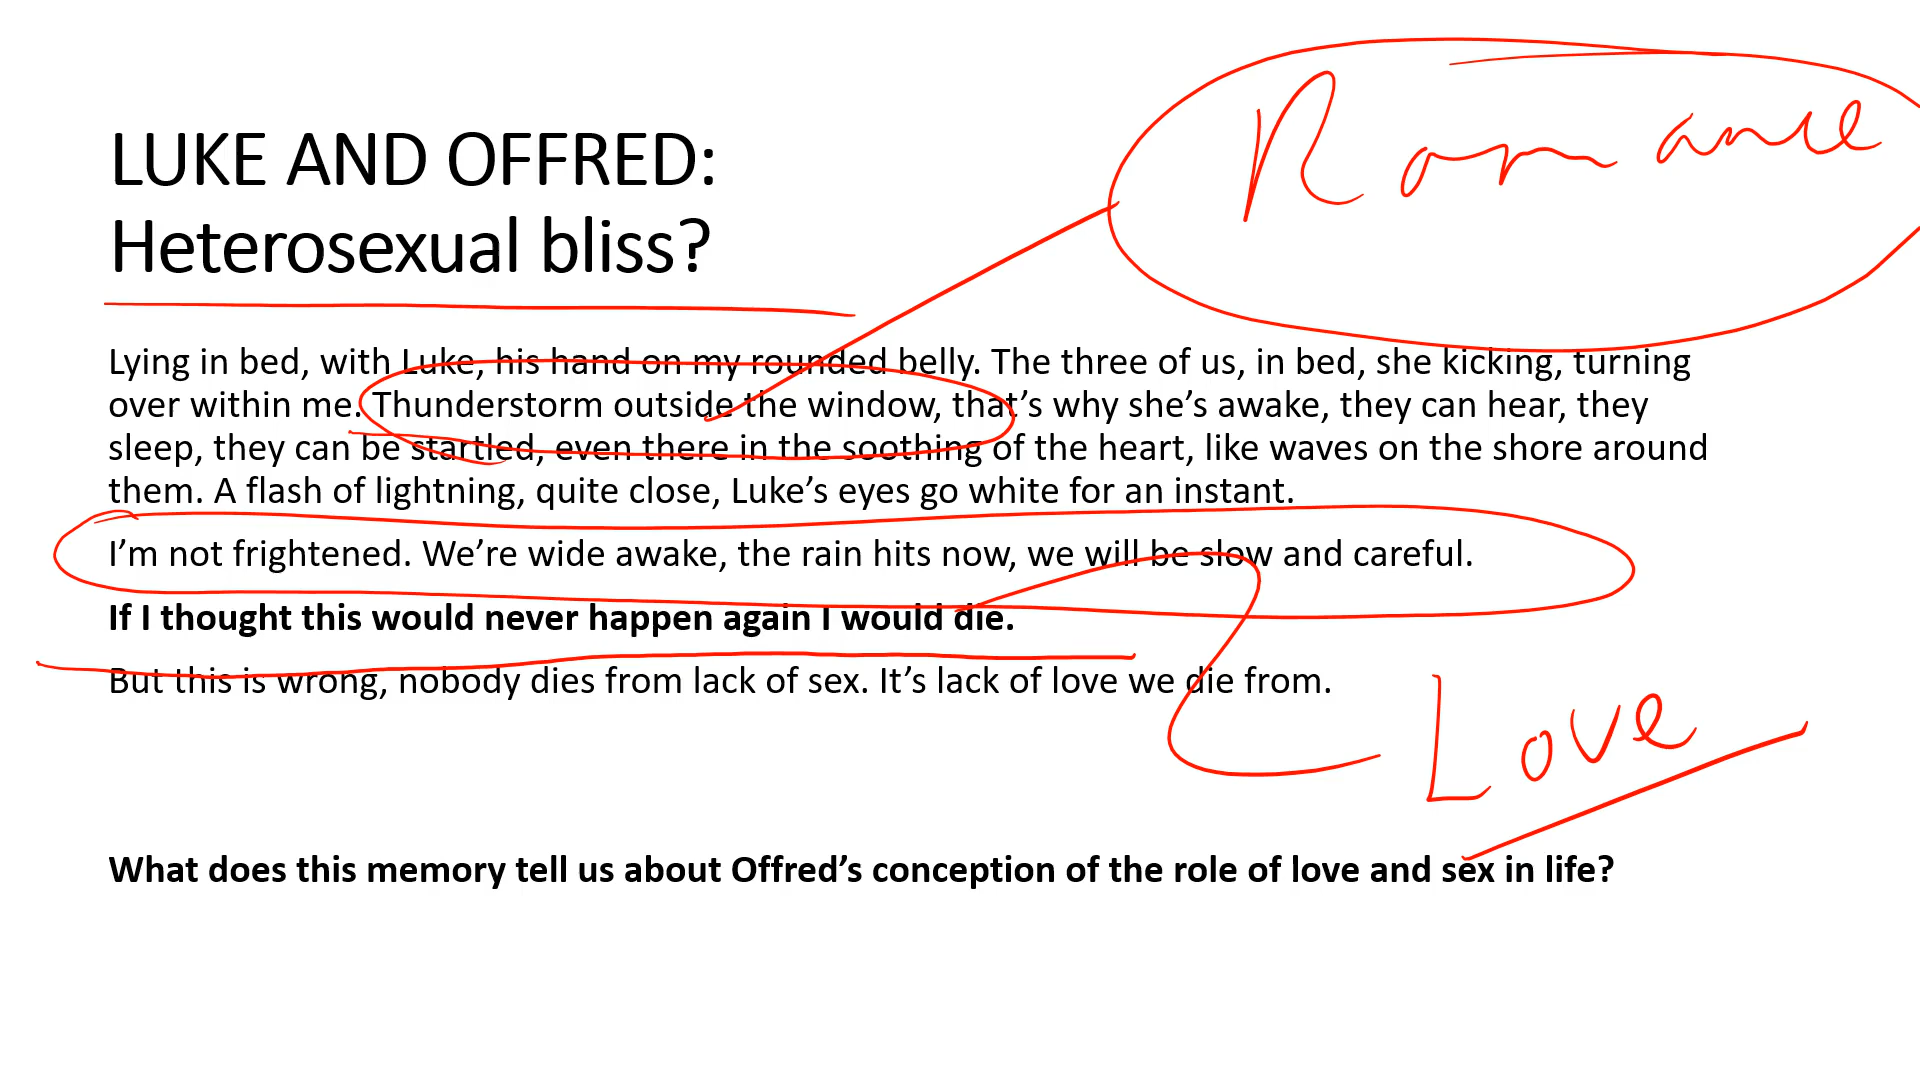 LUKE AND OFFRED:
Heterosexual bliss?
Romance
Lying in bed, with Luke, his hand on my rounded belly. The three of us, in bed, she kicking, turning
over within me. Thunderstorm outside the window, that’s why she’s awake, they can hear, they
sleep, they can be startled, even there in the soothing of the heart, like waves on the shore around
them. A flash of lightning, quite close, Luke’s eyes go white for an instant.
I’m not frightened. We’re wide awake, the rain hits now, we will be slow and careful.
If I thought this would never happen again I would die.
But this is wrong, nobody dies from lack of sex. It’s lack of love we die from.
Love
What does this memory tell us about Offred’s conception of the role of love and sex in life?